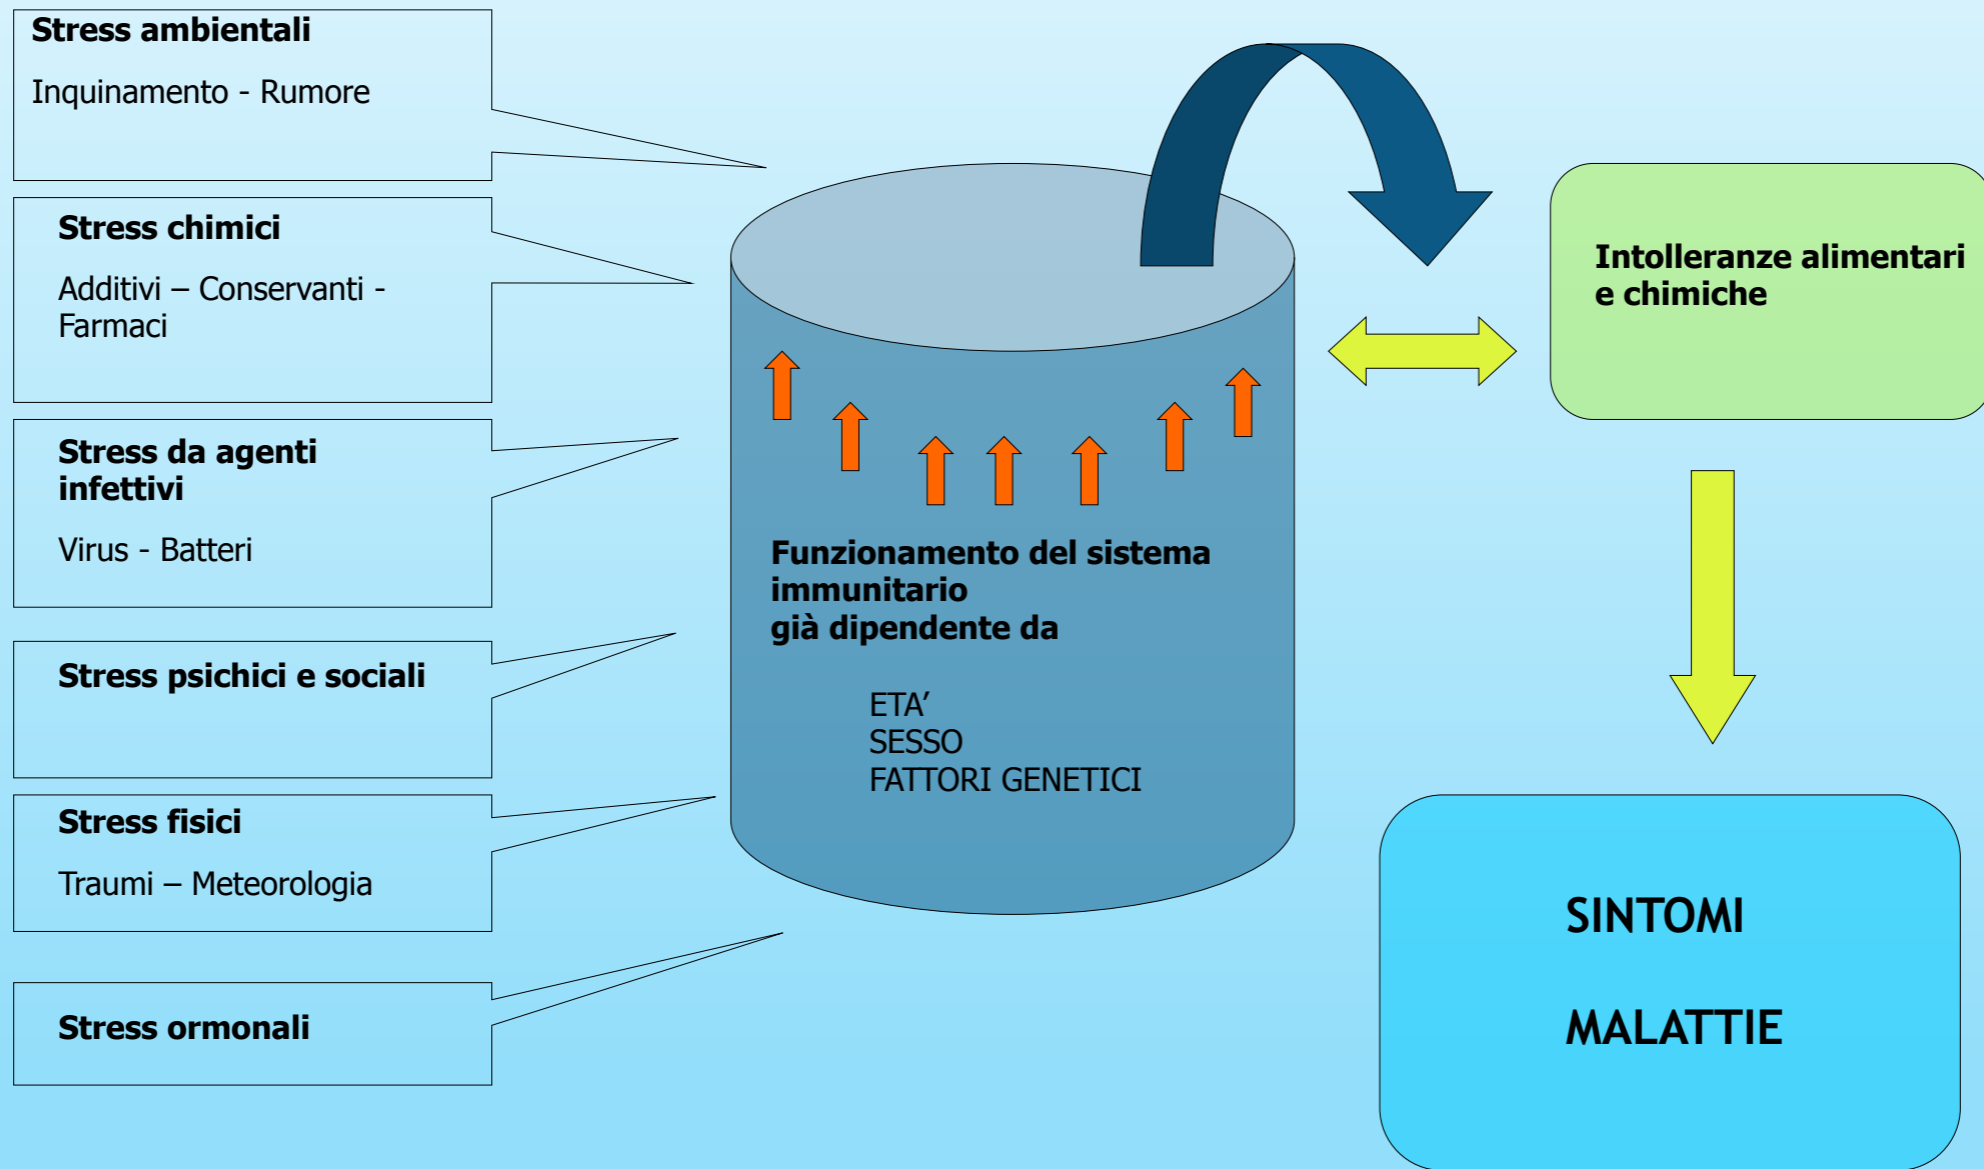 Stress ambientali
Inquinamento - Rumore
Stress chimici
Additivi – Conservanti -
Farmaci
Stress da agenti
infettivi
Virus - Batteri
Stress psichici e sociali
Stress fisici
Traumi – Meteorologia
Stress ormonali
Funzionamento del sistema
immunitario
già dipendente da
ETA’
SESSO
FATTORI GENETICI
Intolleranze alimentari
e chimiche
SINTOMI
MALATTIE